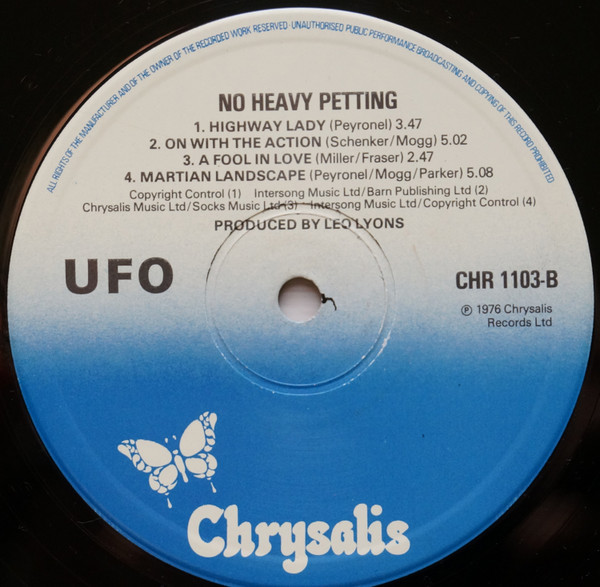 ALL RIGHTS OF THE MANUFACTURER AND OF THE OWNER OF THE RECORDED WORK RESERVED · UNAUTHORISED PUBLIC PERFORMANCE BROADCASTING AND COPYING OF THIS RECORD PROHIBITED
NO HEAVY PETTING
1. HIGHWAY LADY (Peyronel) 3.47
2. ON WITH THE ACTION (Schenker/Mogg) 5.02
3. A FOOL IN LOVE (Miller/Fraser) 2.47
4. MARTIAN LANDSCAPE (Peyronel/Mogg/Parker) 5.08
Copyright Control (1) Intersong Music Ltd/Barn Publishing Ltd (2)
Chrysalis Music Ltd/Socks Music Ltd (3) Intersong Music Ltd/Copyright Control (4)
PRODUCED BY LEO LYONS
UFO
CHR 1103-B
℗ 1976 Chrysalis
Records Ltd
Chrysalis